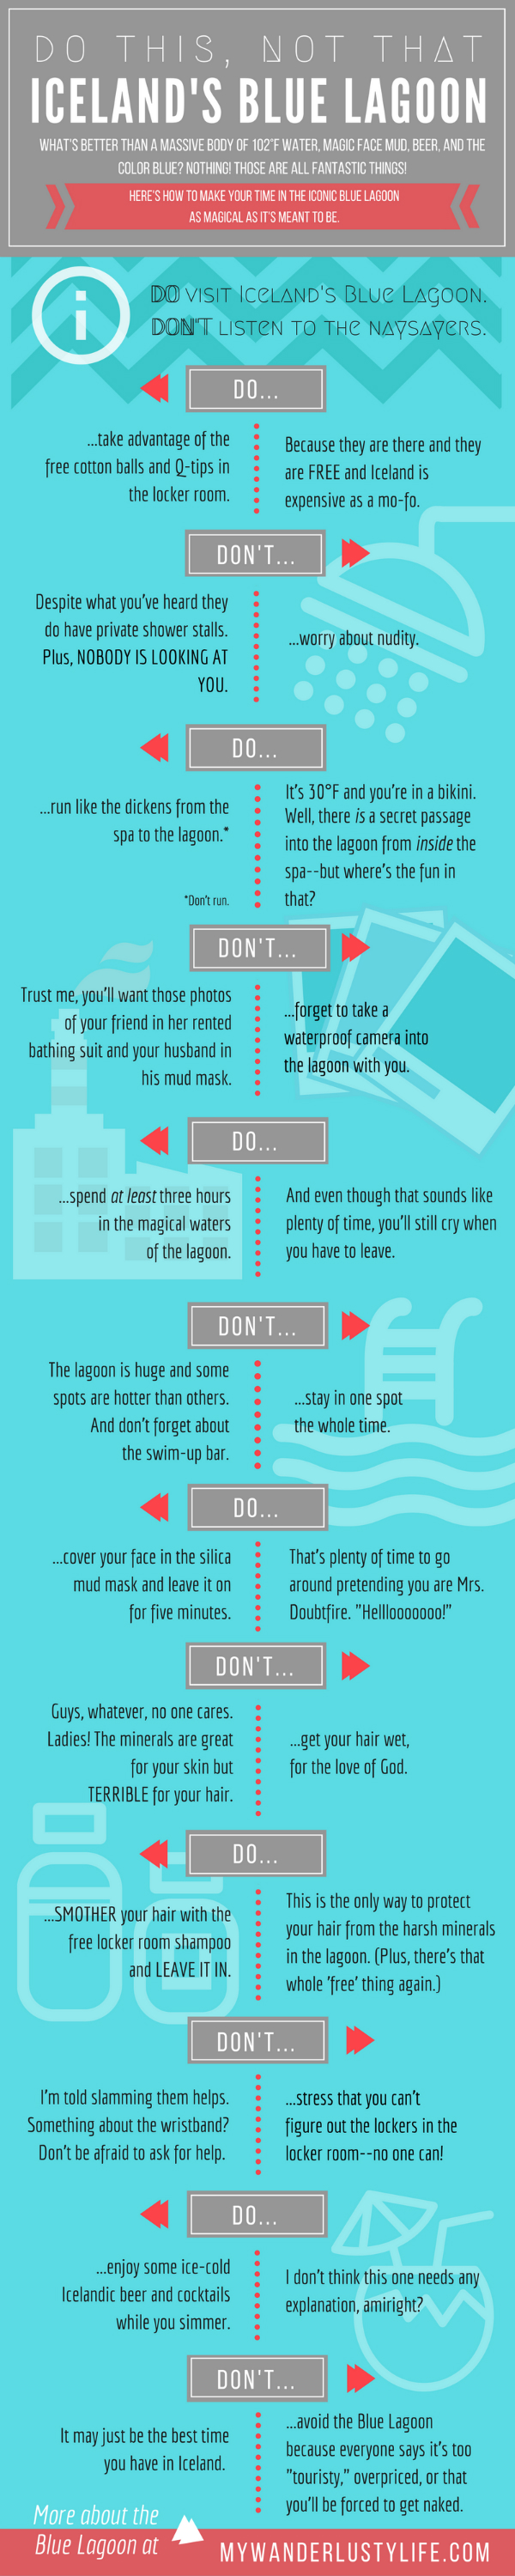 DO THIS, NOT THAT
ICELAND'S BLUE LAGOON
WHAT'S BETTER THAN A MASSIVE BODY OF 102°F WATER, MAGIC FACE MUD, BEER, AND THE
COLOR BLUE? NOTHING! THOSE ARE ALL FANTASTIC THINGS!
HERE'S HOW TO MAKE YOUR TIME IN THE ICONIC BLUE LAGOON
AS MAGICAL AS IT'S MEANT TO BE.
i
DO VISIT ICELAND'S BLUE LAGOON.
DON'T LISTEN TO THE NAYSAYERS.
DO...
...take advantage of the
free cotton balls and Q-tips in
the locker room.
Because they are there and they
are FREE and Iceland is
expensive as a mo-fo.
DON'T...
Despite what you've heard they
do have private shower stalls.
Plus, NOBODY IS LOOKING AT
YOU.
...worry about nudity.
DO...
...run like the dickens from the
spa to the lagoon.*
*Don't run.
It's 30°F and you're in a bikini.
Well, there is a secret passage
into the lagoon from inside the
spa--but where's the fun in
that?
DON'T...
Trust me, you'll want those photos
of your friend in her rented
bathing suit and your husband in
his mud mask.
...forget to take a
waterproof camera into
the lagoon with you.
DO...
...spend at least three hours
in the magical waters
of the lagoon.
And even though that sounds like
plenty of time, you'll still cry when
you have to leave.
DON'T...
The lagoon is huge and some
spots are hotter than others.
And don't forget about
the swim-up bar.
...stay in one spot
the whole time.
DO...
...cover your face in the silica
mud mask and leave it on
for five minutes.
That's plenty of time to go
around pretending you are Mrs.
Doubtfire. "Hellloooooooo!"
DON'T...
Guys, whatever, no one cares.
Ladies! The minerals are great
for your skin but
TERRIBLE for your hair.
...get your hair wet,
for the love of God.
DO...
...SMOTHER your hair with the
free locker room shampoo
and LEAVE IT IN.
This is the only way to protect
your hair from the harsh minerals
in the lagoon. (Plus, there's that
whole 'free' thing again.)
DON'T...
I'm told slamming them helps.
Something about the wristband?
Don't be afraid to ask for help.
...stress that you can't
figure out the lockers in the
locker room--no one can!
DO...
...enjoy some ice-cold
Icelandic beer and cocktails
while you simmer.
I don't think this one needs any
explanation, amiright?
DON'T...
It may just be the best time
you have in Iceland.
...avoid the Blue Lagoon
because everyone says it's too
"touristy," overpriced, or that
you'll be forced to get naked.
More about the
Blue Lagoon at
MYWANDERLUSTYLIFE.COM